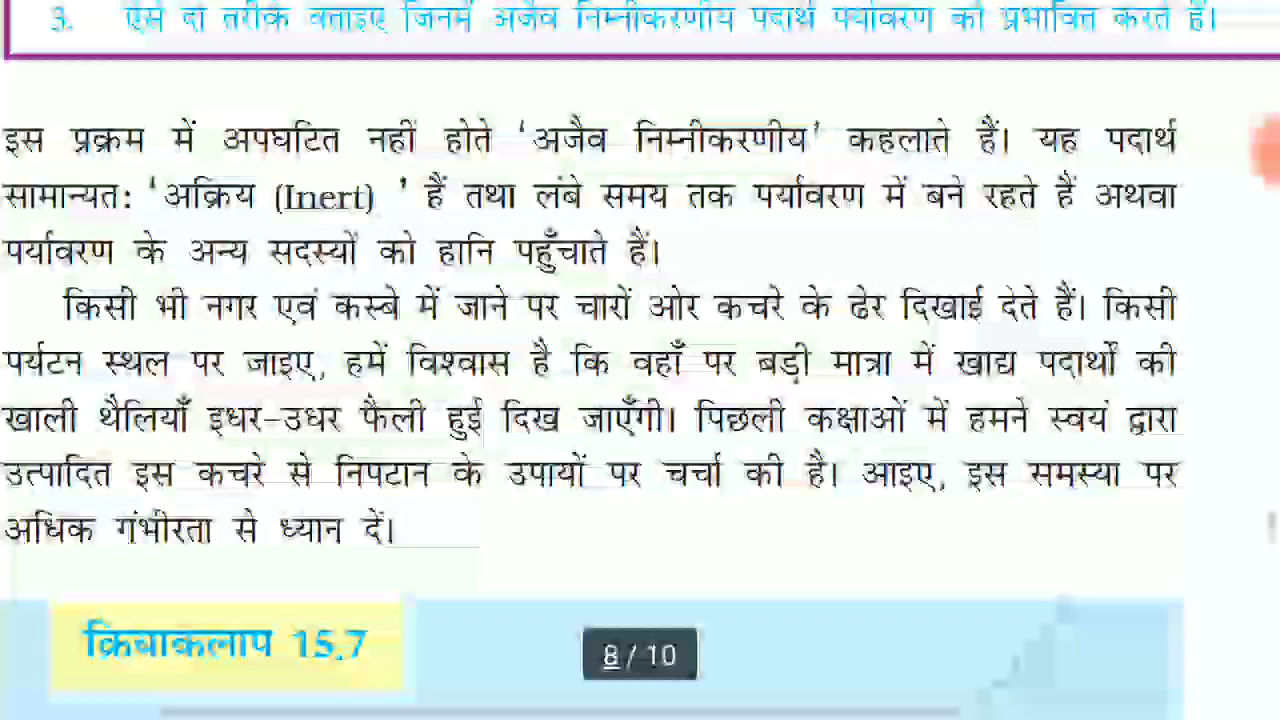 3. ऐसे दो तरीके बताइए जिनमें अजैव निम्नीकरणीय पदार्थ पर्यावरण को प्रभावित करते हैं।
इस प्रक्रम में अपघटित नहीं होते 'अजैव निम्नीकरणीय' कहलाते हैं। यह पदार्थ
सामान्यत: 'अक्रिय (Inert) ' हैं तथा लंबे समय तक पर्यावरण में बने रहते हैं अथवा
पर्यावरण के अन्य सदस्यों को हानि पहुँचाते हैं।
किसी भी नगर एवं कस्बे में जाने पर चारों ओर कचरे के ढेर दिखाई देते हैं। किसी
पर्यटन स्थल पर जाइए, हमें विश्वास है कि वहाँ पर बड़ी मात्रा में खाद्य पदार्थों की
खाली थैलियाँ इधर-उधर फैली हुई दिख जाएँगी। पिछली कक्षाओं में हमने स्वयं द्वारा
उत्पादित इस कचरे से निपटान के उपायों पर चर्चा की है। आइए, इस समस्या पर
अधिक गंभीरता से ध्यान दें।
क्रियाकलाप 15.7
8 / 10